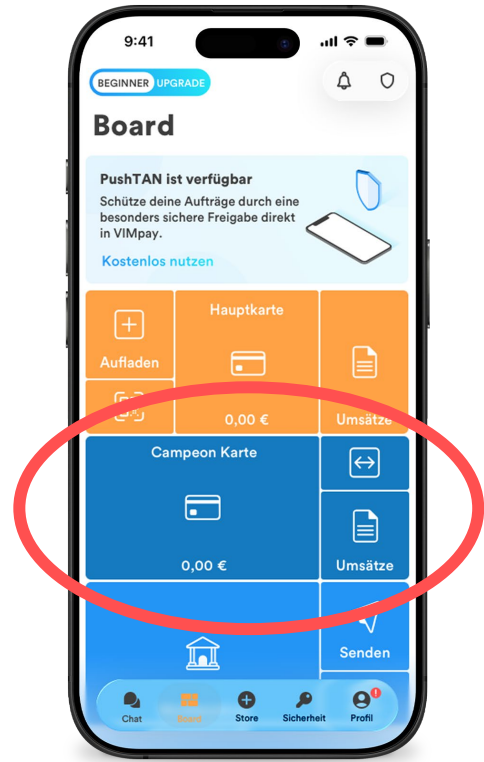 9:41
BEGINNER UPGRADE
Board
PushTAN ist verfügbar
Schütze deine Aufträge durch eine
besonders sichere Freigabe direkt
in VIMpay.
Kostenlos nutzen
Aufladen
Hauptkarte
0,00 €
Umsätze
Campeon Karte
0,00 €
Umsätze
Senden
Chat
Board
Store
Sicherheit
Profil